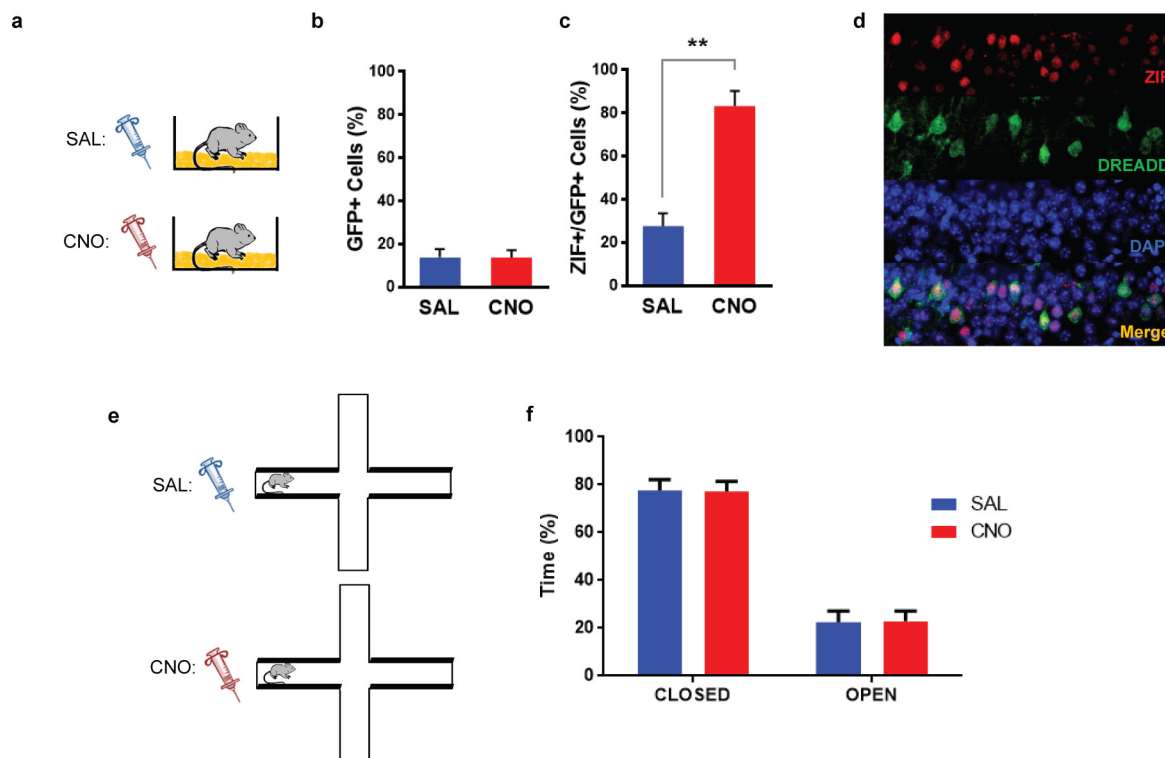 a
b
c
d
SAL:
CNO:
GFP+ Cells (%)
100
80
60
40
20
0
SAL
CNO
ZIF+/GFP+ Cells (%)
**
100
80
60
40
20
0
SAL
CNO
ZIF
DREADD
DAPI
Merge
e
f
SAL:
CNO:
Time (%)
100
80
60
40
20
0
CLOSED
OPEN
SAL
CNO